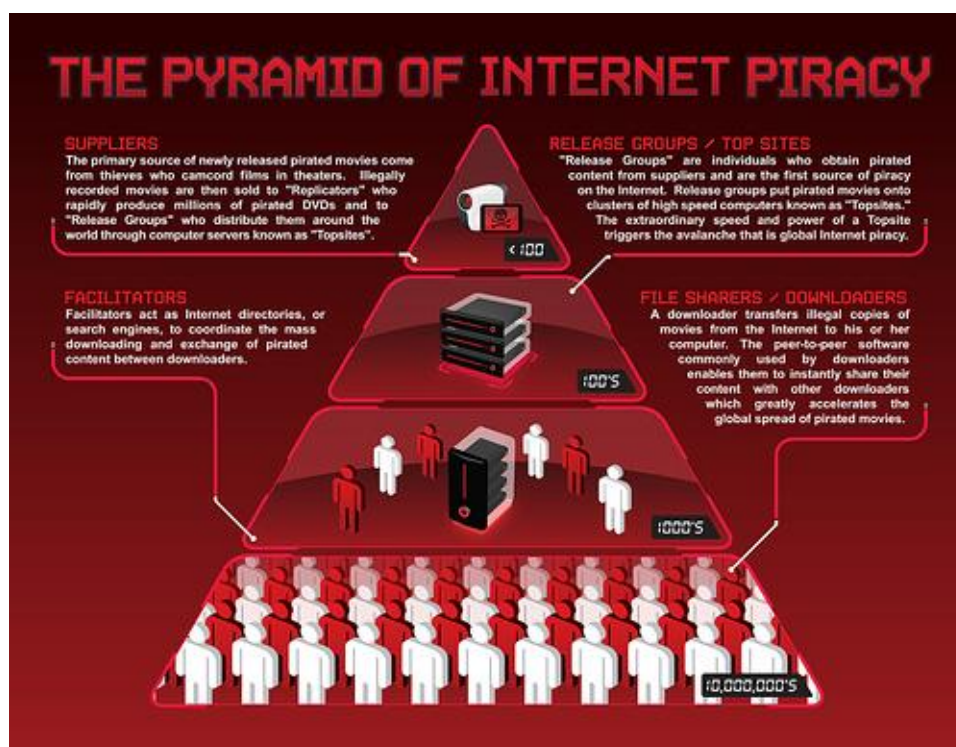 THE PYRAMID OF INTERNET PIRACY
SUPPLIERS
The primary source of newly released pirated movies come
from thieves who camcord films in theaters. Illegally
recorded movies are then sold to "Replicators" who
rapidly produce millions of pirated DVDs and to
"Release Groups" who distribute them around the
world through computer servers known as "Topsites".
RELEASE GROUPS / TOP SITES
"Release Groups" are individuals who obtain pirated
content from suppliers and are the first source of piracy
on the Internet. Release groups put pirated movies onto
clusters of high speed computers known as "Topsites."
The extraordinary speed and power of a Topsite
triggers the avalanche that is global Internet piracy.
<100
FACILITATORS
Facilitators act as Internet directories, or
search engines, to coordinate the mass
downloading and exchange of pirated
content between downloaders.
FILE SHARERS / DOWNLOADERS
A downloader transfers illegal copies of
movies from the Internet to his or her
computer. The peer-to-peer software
commonly used by downloaders
enables them to instantly share their
content with other downloaders
which greatly accelerates the
global spread of pirated movies.
100'S
1000'S
10,000,000'S